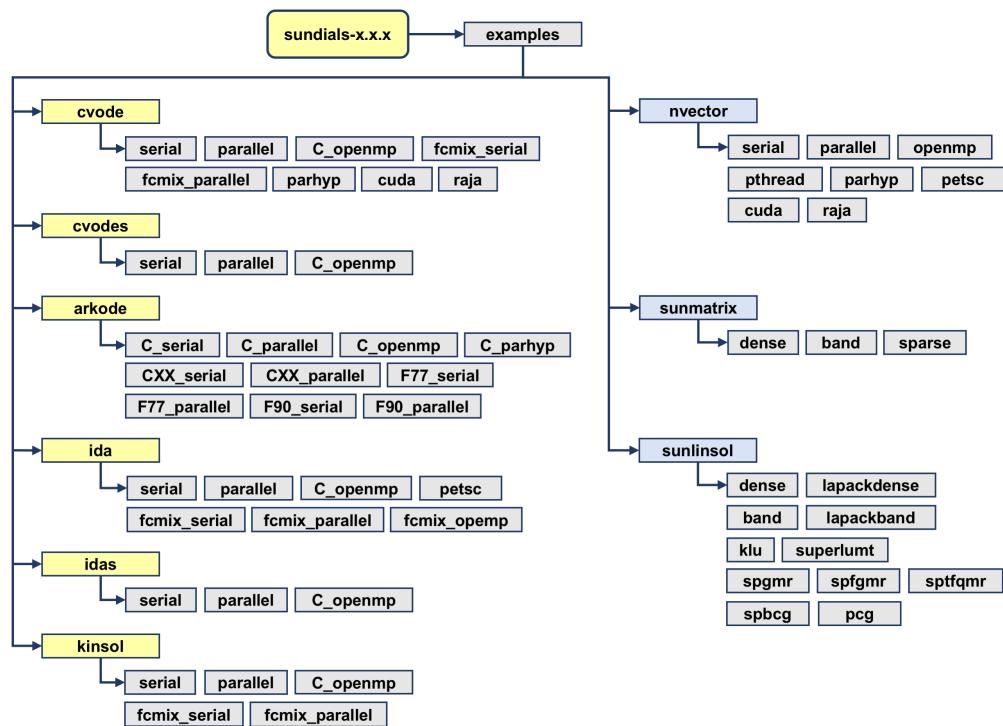 sundials-x.x.x examples
cvode
serial parallel C_openmp fcmix_serial
fcmix_parallel parhyp cuda raja
cvodes
serial parallel C_openmp
arkode
C_serial C_parallel C_openmp C_parhyp
CXX_serial CXX_parallel F77_serial
F77_parallel F90_serial F90_parallel
ida
serial parallel C_openmp petsc
fcmix_serial fcmix_parallel fcmix_opemp
idas
serial parallel C_openmp
kinsol
serial parallel C_openmp
fcmix_serial fcmix_parallel
nvector
serial parallel openmp
pthread parhyp petsc
cuda raja
sunmatrix
dense band sparse
sunlinsol
dense lapackdense
band lapackband
klu superlumt
spgmr spfgmr sptfqmr
spbcg pcg